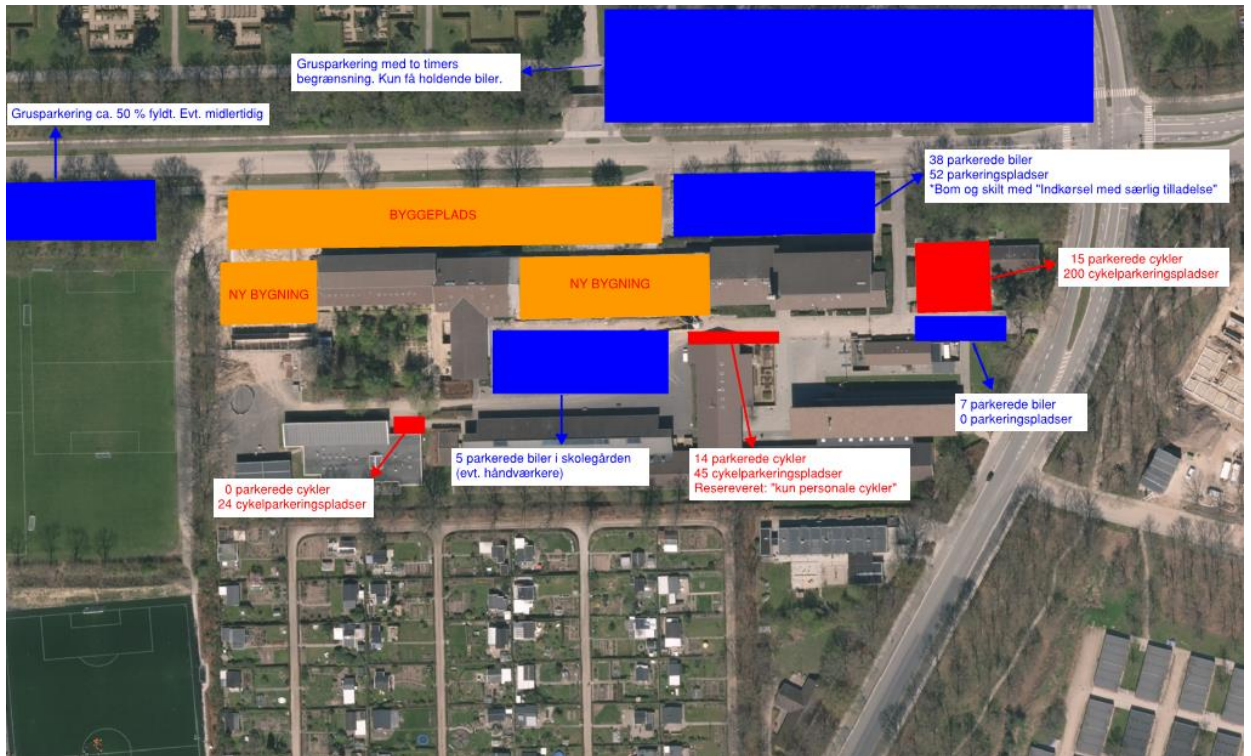 Grusparkering med to timers
begrænsning. Kun få holdende biler.
Grusparkering ca. 50 % fyldt. Evt. midlertidig
38 parkerede biler
52 parkeringspladser
*Bom og skilt med "Indkørsel med særlig tilladelse"
BYGGEPLADS
15 parkerede cykler
200 cykelparkeringspladser
NY BYGNING
NY BYGNING
7 parkerede biler
0 parkeringspladser
5 parkerede biler i skolegården
(evt. håndværkere)
14 parkerede cykler
45 cykelparkeringspladser
Resereveret: "kun personale cykler"
0 parkerede cykler
24 cykelparkeringspladser